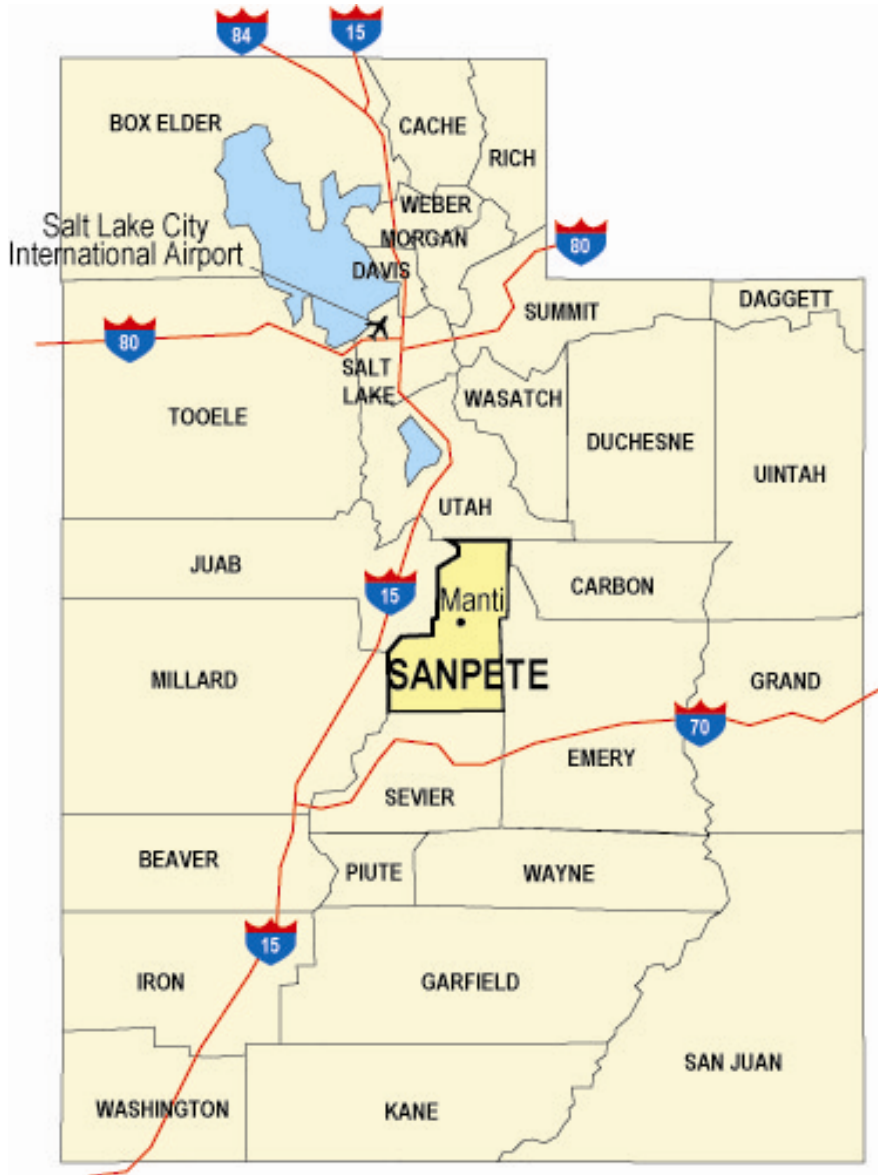 84
15
BOX ELDER
CACHE
RICH
WEBER
Salt Lake City
International Airport
MORGAN
DAVIS
80
SUMMIT
DAGGETT
80
SALT
LAKE
WASATCH
TOOELE
DUCHESNE
UINTAH
UTAH
JUAB
15
CARBON
Manti
MILLARD
SANPETE
GRAND
70
EMERY
SEVIER
BEAVER
PIUTE
WAYNE
15
IRON
GARFIELD
SAN JUAN
WASHINGTON
KANE